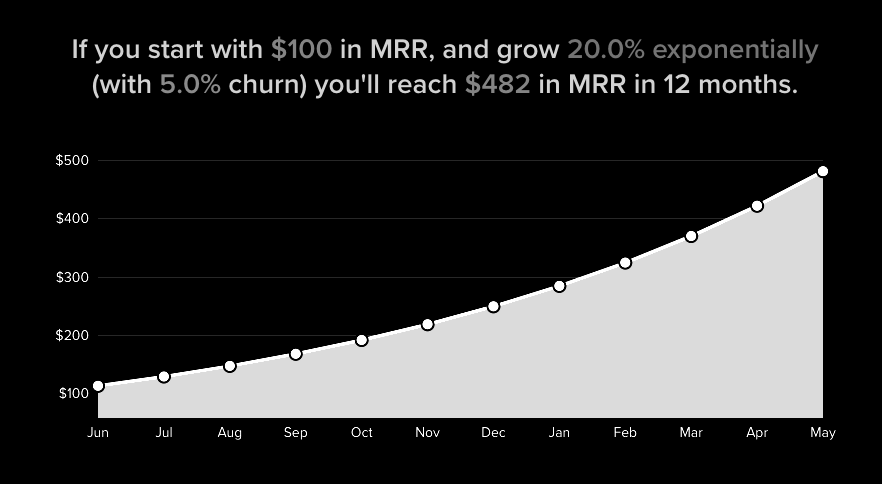 If you start with $100 in MRR, and grow 20.0% exponentially
(with 5.0% churn) you'll reach $482 in MRR in 12 months.
$500
$400
$300
$200
$100
Jun Jul Aug Sep Oct Nov Dec Jan Feb Mar Apr May